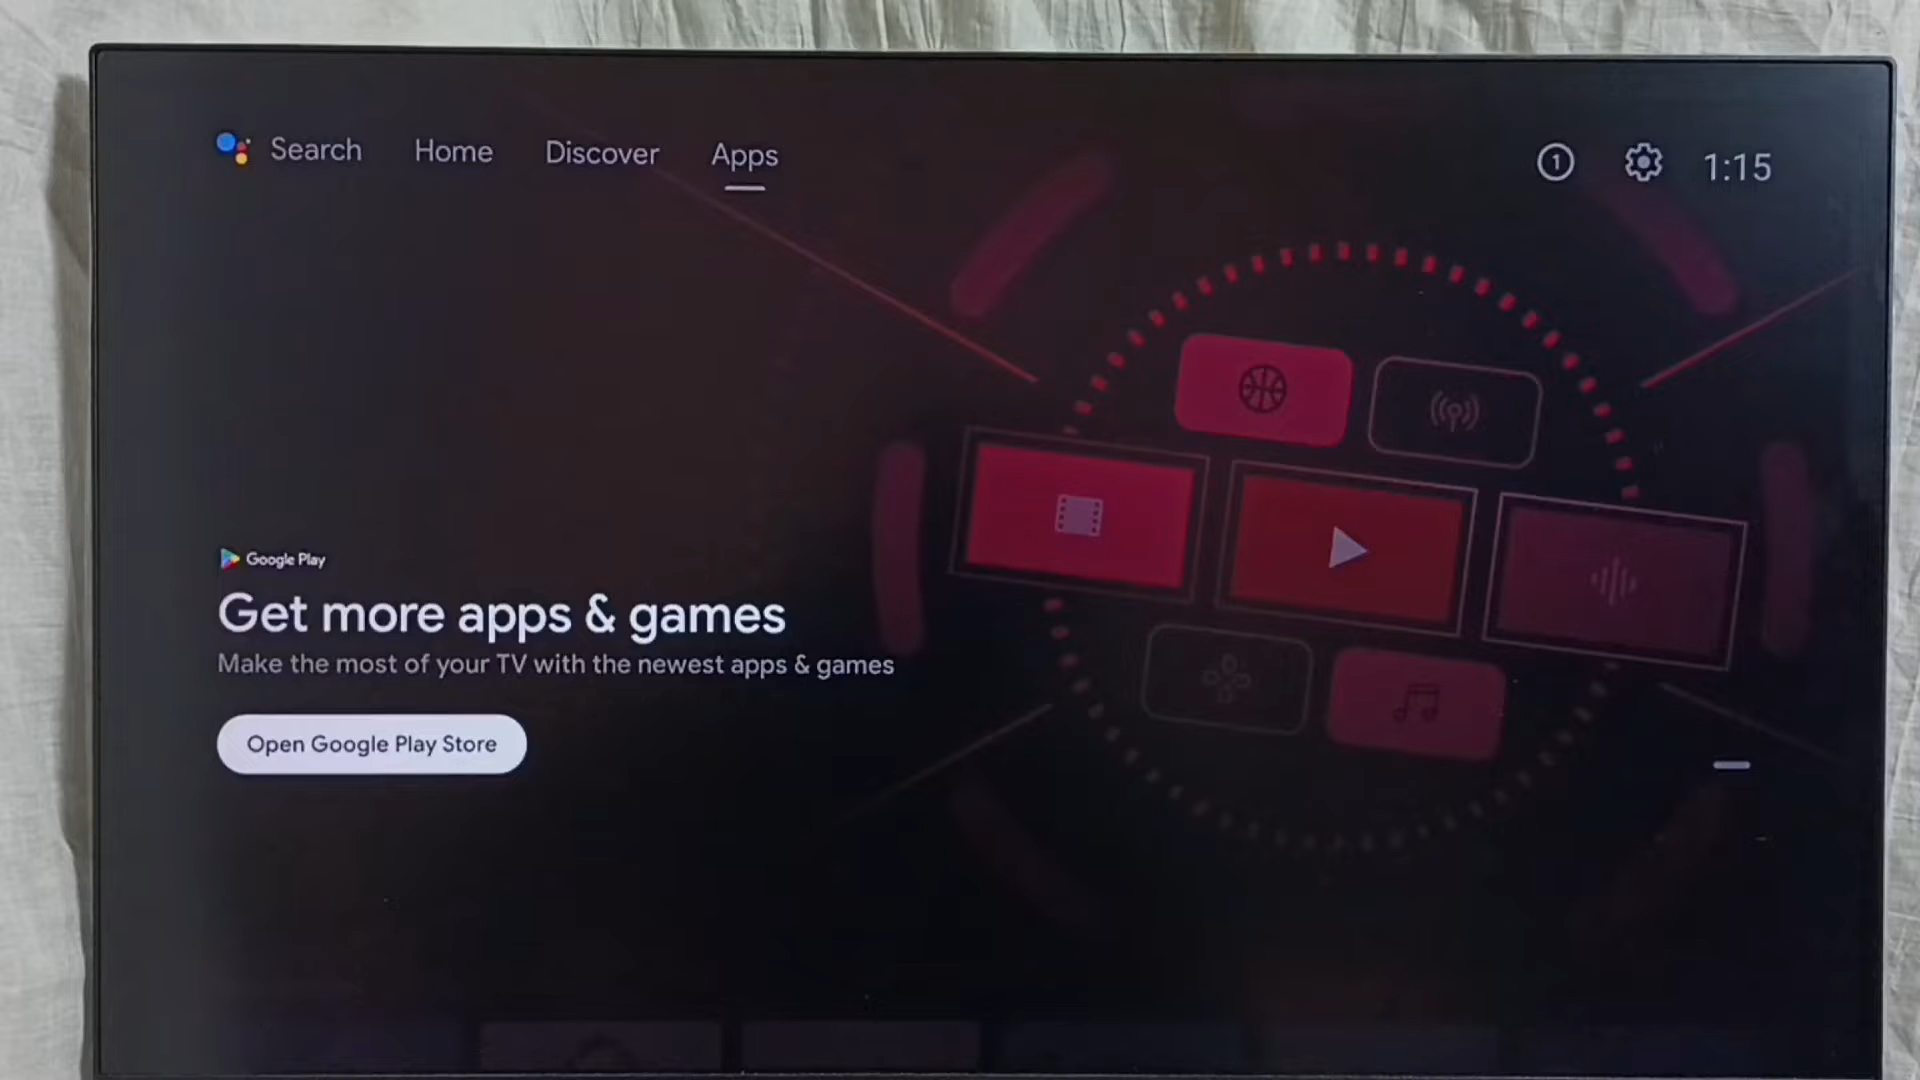 Search Home Discover Apps
1 1:15
Google Play
Get more apps & games
Make the most of your TV with the newest apps & games
Open Google Play Store